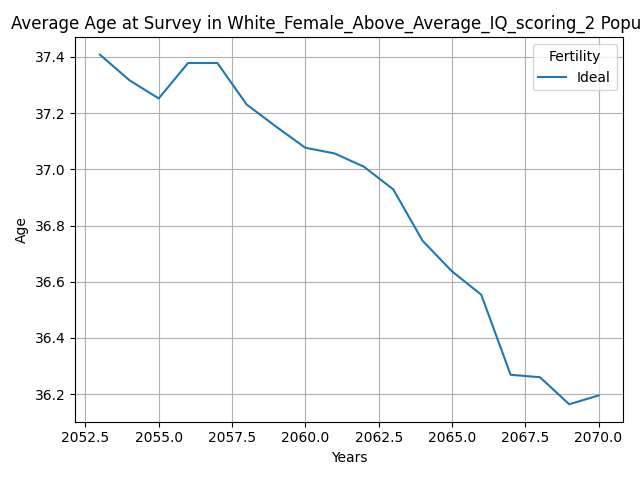 Average Age at Survey in White_Female_Above_Average_IQ_scoring_2 Popu
Fertility
Ideal
37.4
37.2
37.0
36.8
36.6
36.4
36.2
Age
2052.5 2055.0 2057.5 2060.0 2062.5 2065.0 2067.5 2070.0
Years